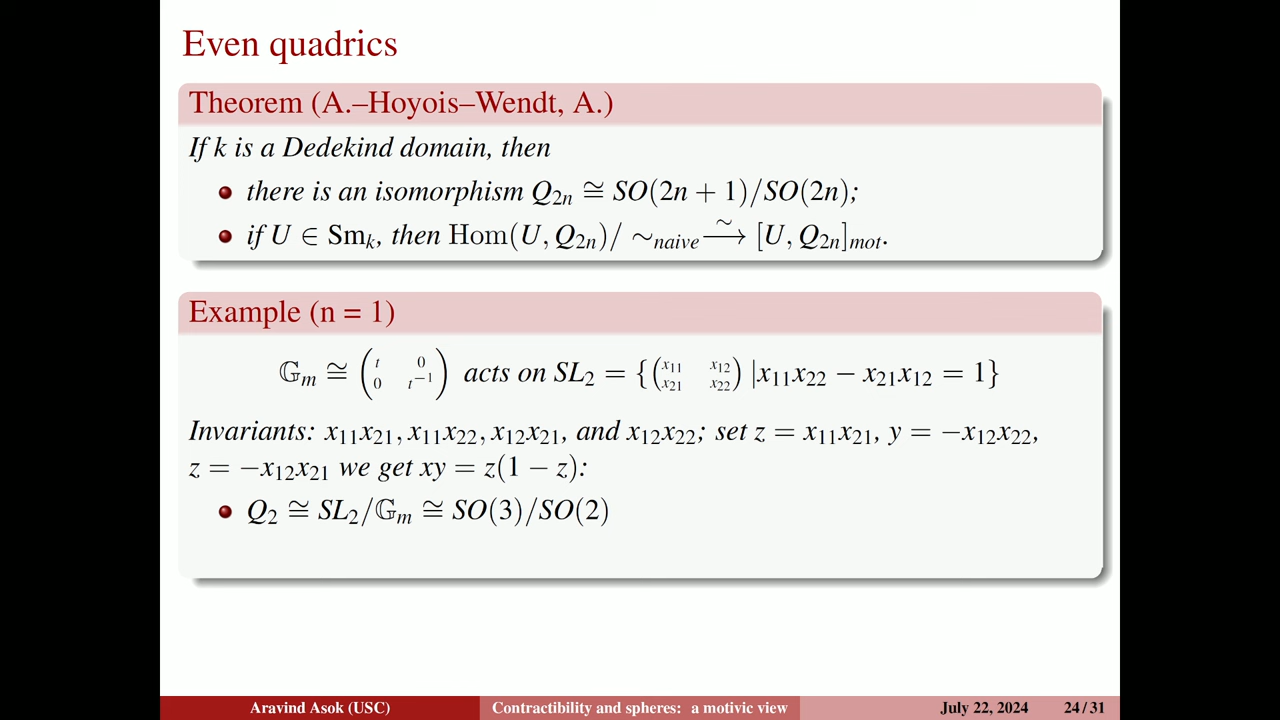 Even quadrics
Theorem (A.–Hoyois–Wendt, A.)
If k is a Dedekind domain, then
there is an isomorphism Q_{2n} ≅ SO(2n + 1)/SO(2n);
if U ∈ Sm_k, then Hom(U, Q_{2n})/ ∼_{naive} \xrightarrow{∼} [U, Q_{2n}]_{mot}.
Example (n = 1)
𝔾_m ≅ \begin{pmatrix} t & 0 \\ 0 & t^{-1} \end{pmatrix} acts on SL_2 = {\begin{pmatrix} x_{11} & x_{12} \\ x_{21} & x_{22} \end{pmatrix} |x_{11}x_{22} − x_{21}x_{12} = 1}
Invariants: x_{11}x_{21}, x_{11}x_{22}, x_{12}x_{21}, and x_{12}x_{22}; set z = x_{11}x_{21}, y = −x_{12}x_{22},
z = −x_{12}x_{21} we get xy = z(1 − z):
Q_2 ≅ SL_2/𝔾_m ≅ SO(3)/SO(2)
Aravind Asok (USC) Contractibility and spheres: a motivic view July 22, 2024 24 / 31